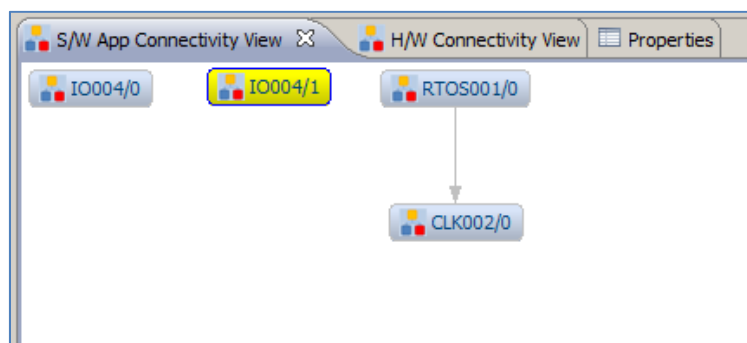 S/W App Connectivity View H/W Connectivity View Properties
IO004/0 IO004/1 RTOS001/0
CLK002/0